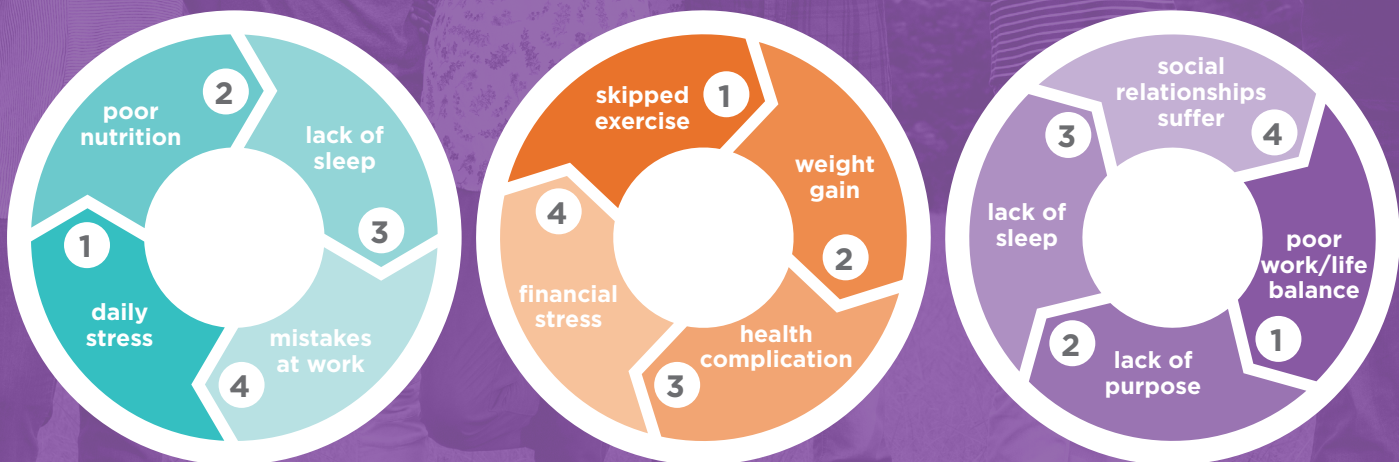 1
daily
stress
2
poor
nutrition
3
lack of
sleep
4
mistakes
at work
1
skipped
exercise
2
weight
gain
3
health
complication
4
financial
stress
1
poor
work/life
balance
2
lack of
purpose
3
lack of
sleep
4
social
relationships
suffer